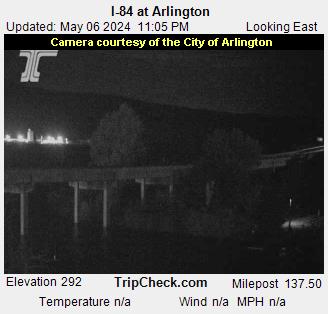 I-84 at Arlington
Updated: May 06 2024 11:05 PM Looking East
Camera courtesy of the City of Arlington
Elevation 292 TripCheck.com Milepost 137.50
Temperature n/a Wind n/a MPH n/a